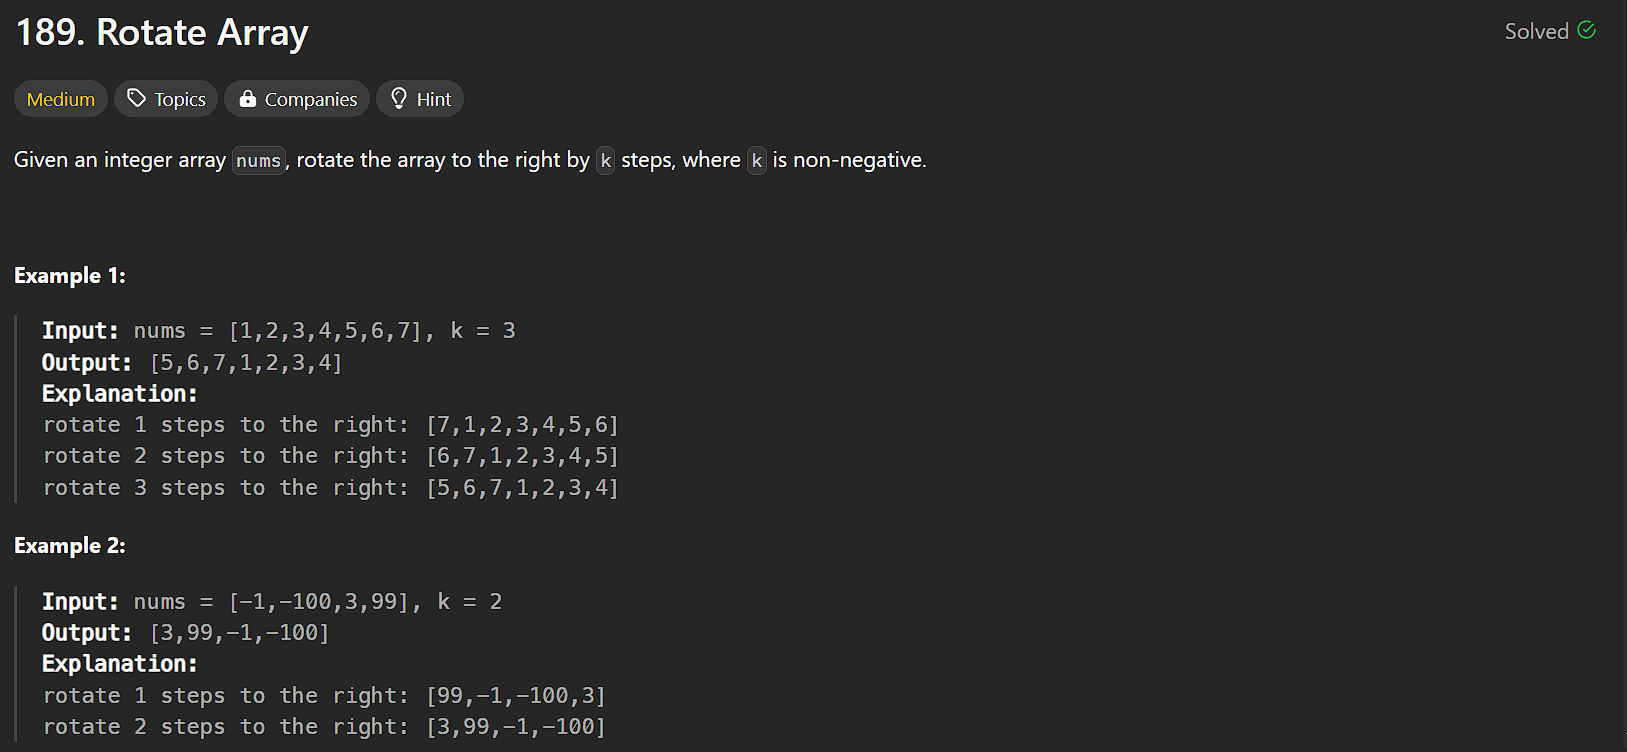 189. Rotate Array
Solved
Medium Topics Companies Hint
Given an integer array nums, rotate the array to the right by k steps, where k is non-negative.
Example 1:
Input: nums = [1,2,3,4,5,6,7], k = 3
Output: [5,6,7,1,2,3,4]
Explanation:
rotate 1 steps to the right: [7,1,2,3,4,5,6]
rotate 2 steps to the right: [6,7,1,2,3,4,5]
rotate 3 steps to the right: [5,6,7,1,2,3,4]
Example 2:
Input: nums = [-1,-100,3,99], k = 2
Output: [3,99,-1,-100]
Explanation:
rotate 1 steps to the right: [99,-1,-100,3]
rotate 2 steps to the right: [3,99,-1,-100]